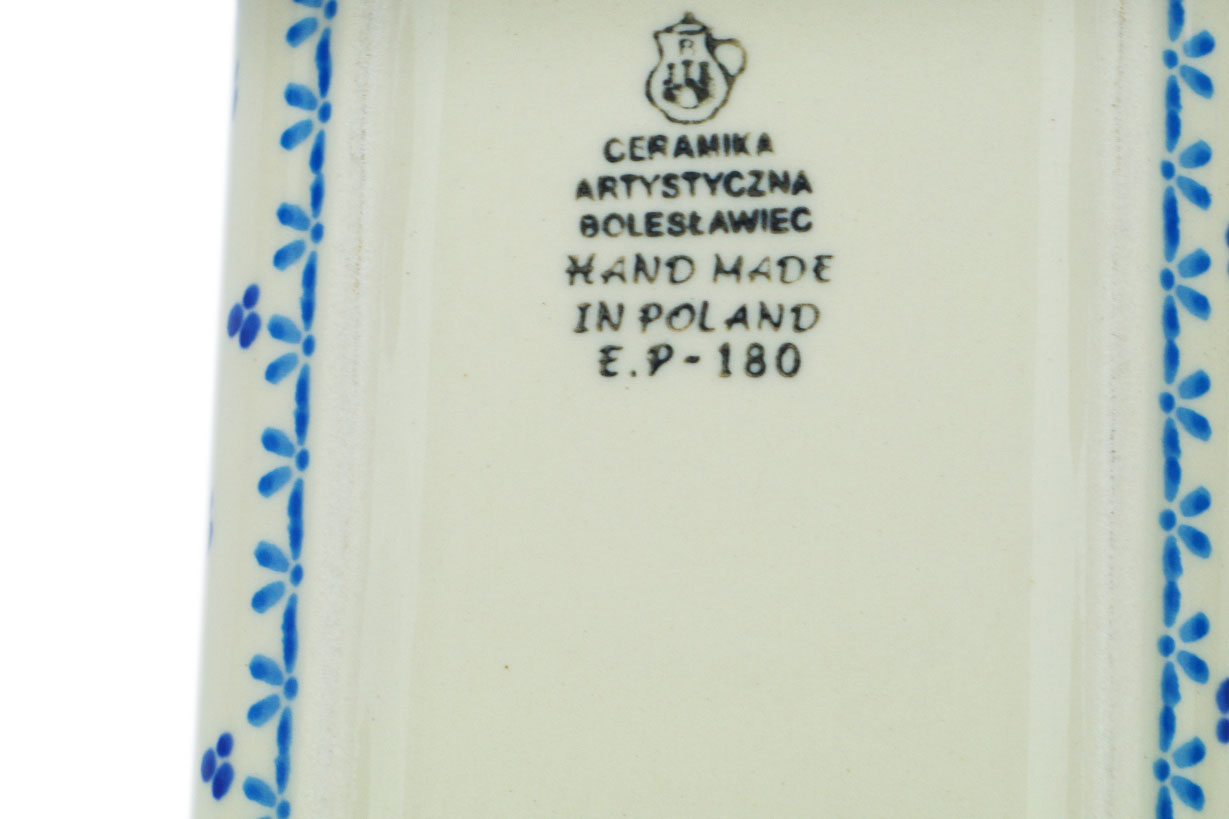 B
CERAMIKA
ARTYSTYCZNA
BOLESŁAWIEC
HAND MADE
IN POLAND
E.P-180